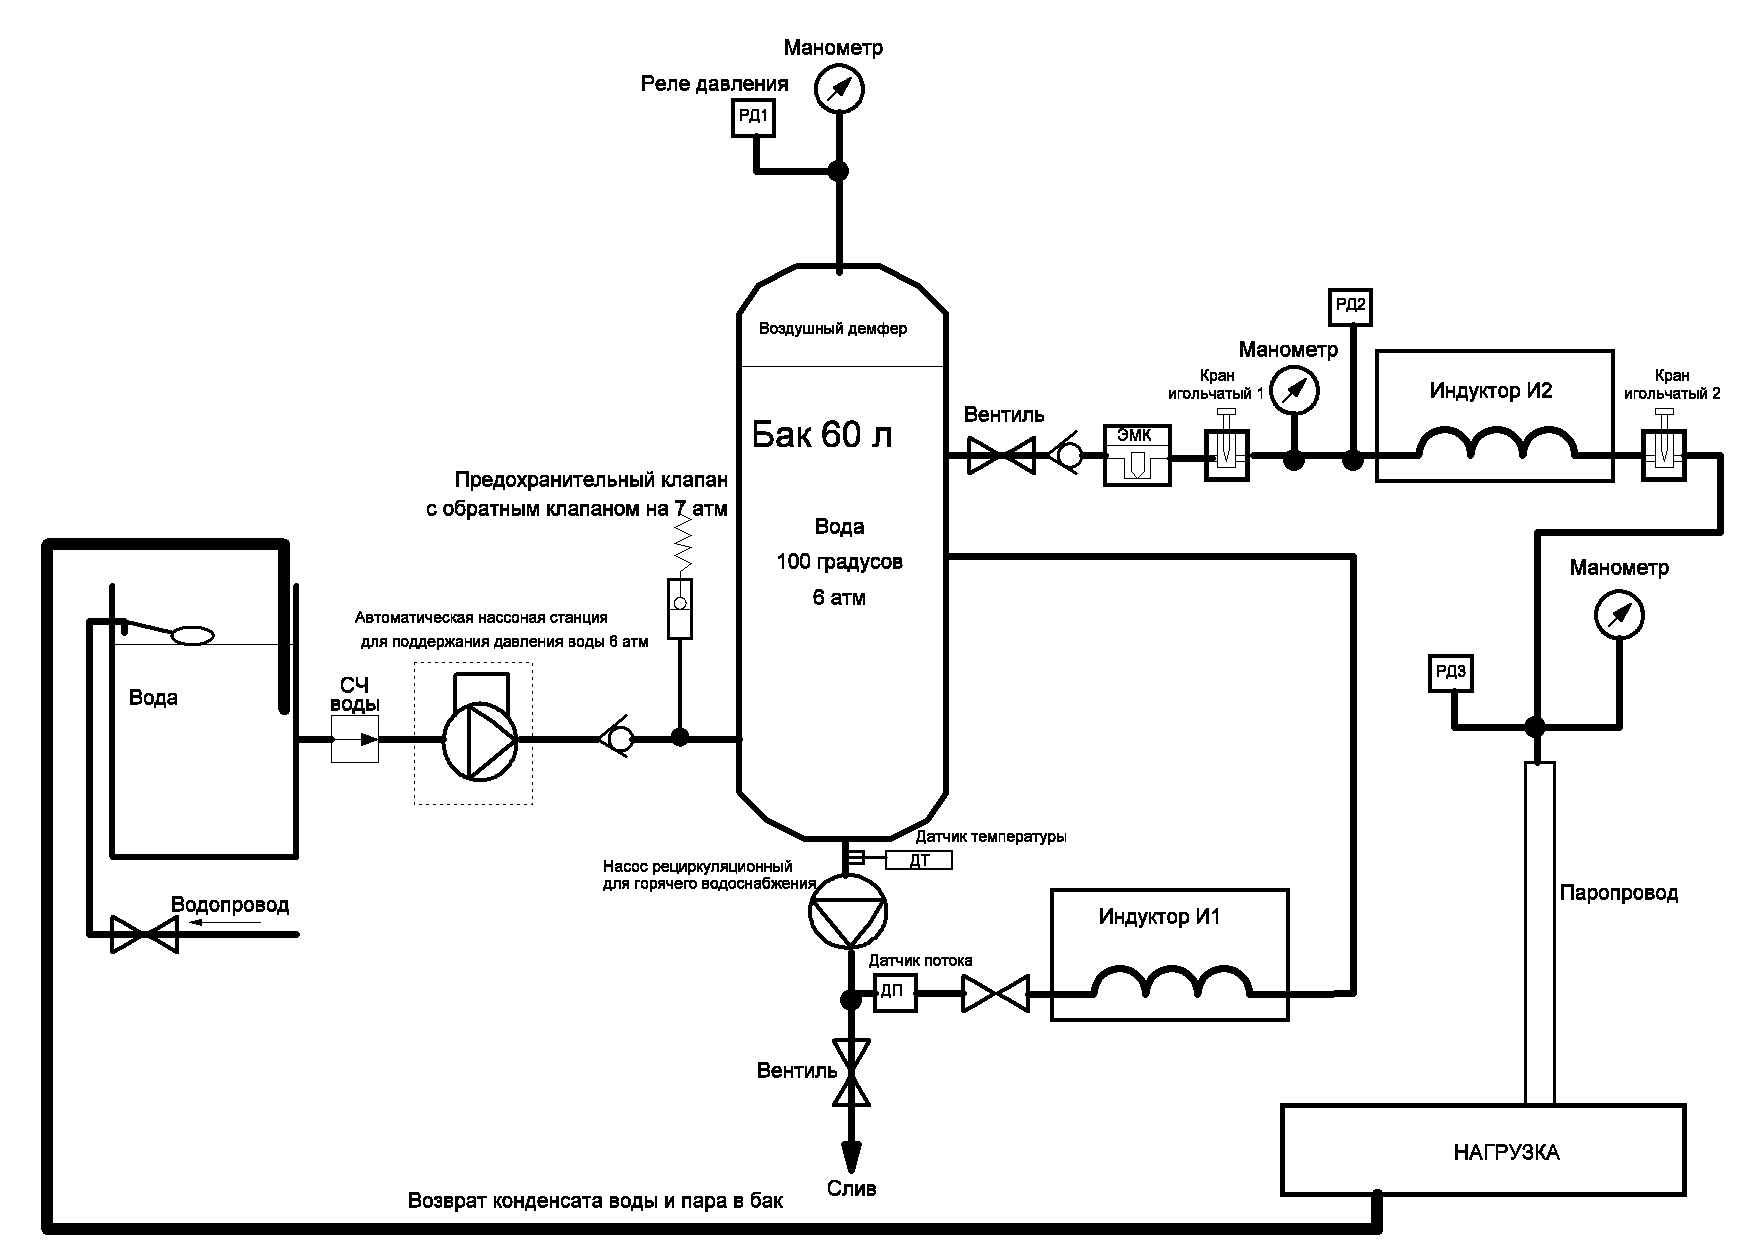 Манометр
Реле давления
РД1
Воздушный демфер
Бак 60 л
Вода
100 градусов
6 атм
Предохранительный клапан
с обратным клапаном на 7 атм
Автоматическая нассоная станция
для поддержания давления воды 6 атм
СЧ
воды
Вода
Водопровод
Вентиль
ЭМК
Кран
игольчатый 1
Манометр
РД2
Индуктор И2
Кран
игольчатый 2
Манометр
РД3
Паропровод
Датчик температуры
ДТ
Насос рециркуляционный
для горячего водоснабжения
Индуктор И1
Датчик потока
ДП
Вентиль
Слив
НАГРУЗКА
Возврат конденсата воды и пара в бак